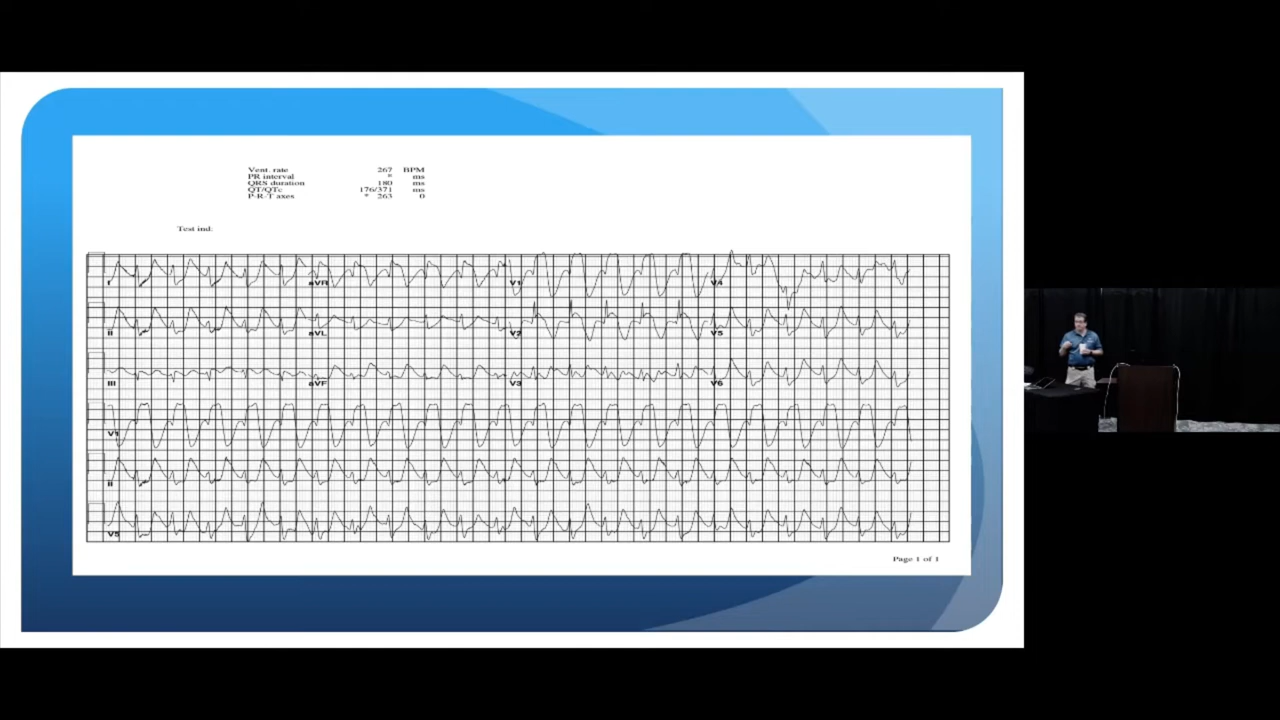 Vent. rate 267 BPM
PR interval * ms
QRS duration 180 ms
QT/QTc 176/371 ms
P-R-T axes * 263 0
Test ind:
I aVR V1 V4
II aVL V2 V5
III aVF V3 V6
V1
II
V5
Page 1 of 1